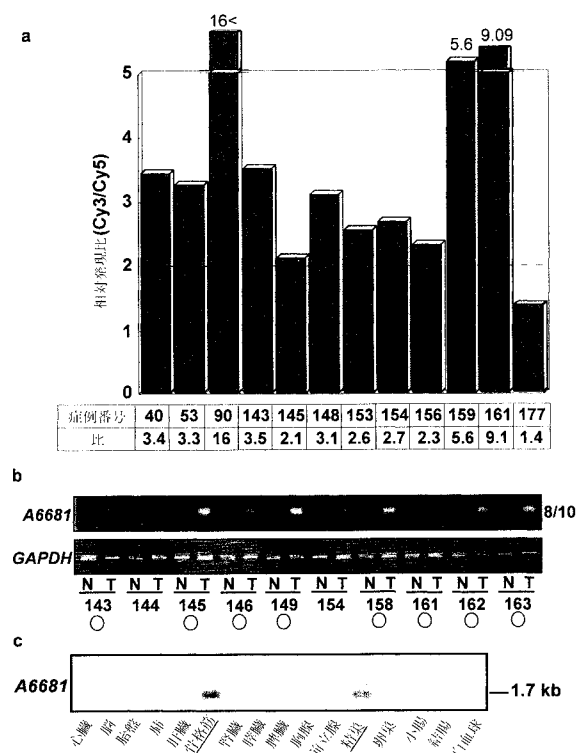 a
16<
5.6
9.09
5
4
3
2
1
0
相対発現比 (Cy3/Cy5)
症例番号 40 53 90 143 145 148 153 154 156 159 161 177
比 3.4 3.3 16 3.5 2.1 3.1 2.6 2.7 2.3 5.6 9.1 1.4
b
A6681 8/10
GAPDH
N T N T N T N T N T N T N T N T N T N T
143 144 145 146 149 154 158 161 162 163
c
A6681 1.7 kb
心臓 脳 胎盤 肺 肝臓 骨格筋 腎臓 膵臓 脾臓 胸腺 前立腺 精巣 卵巣 小腸 結腸 白血球